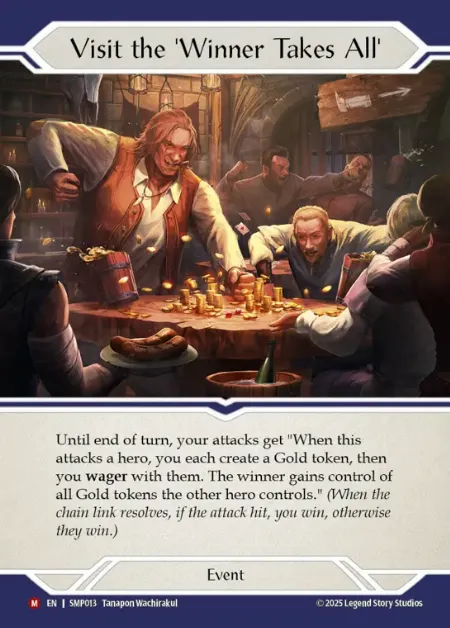 Visit the 'Winner Takes All'
Until end of turn, your attacks get "When this
attacks a hero, you each create a Gold token, then
you wager with them. The winner gains control of
all Gold tokens the other hero controls." (When the
chain link resolves, if the attack hit, you win, otherwise
they win.)
Event
M EN | SMP013 Tanapon Wachirakul
© 2025 Legend Story Studios